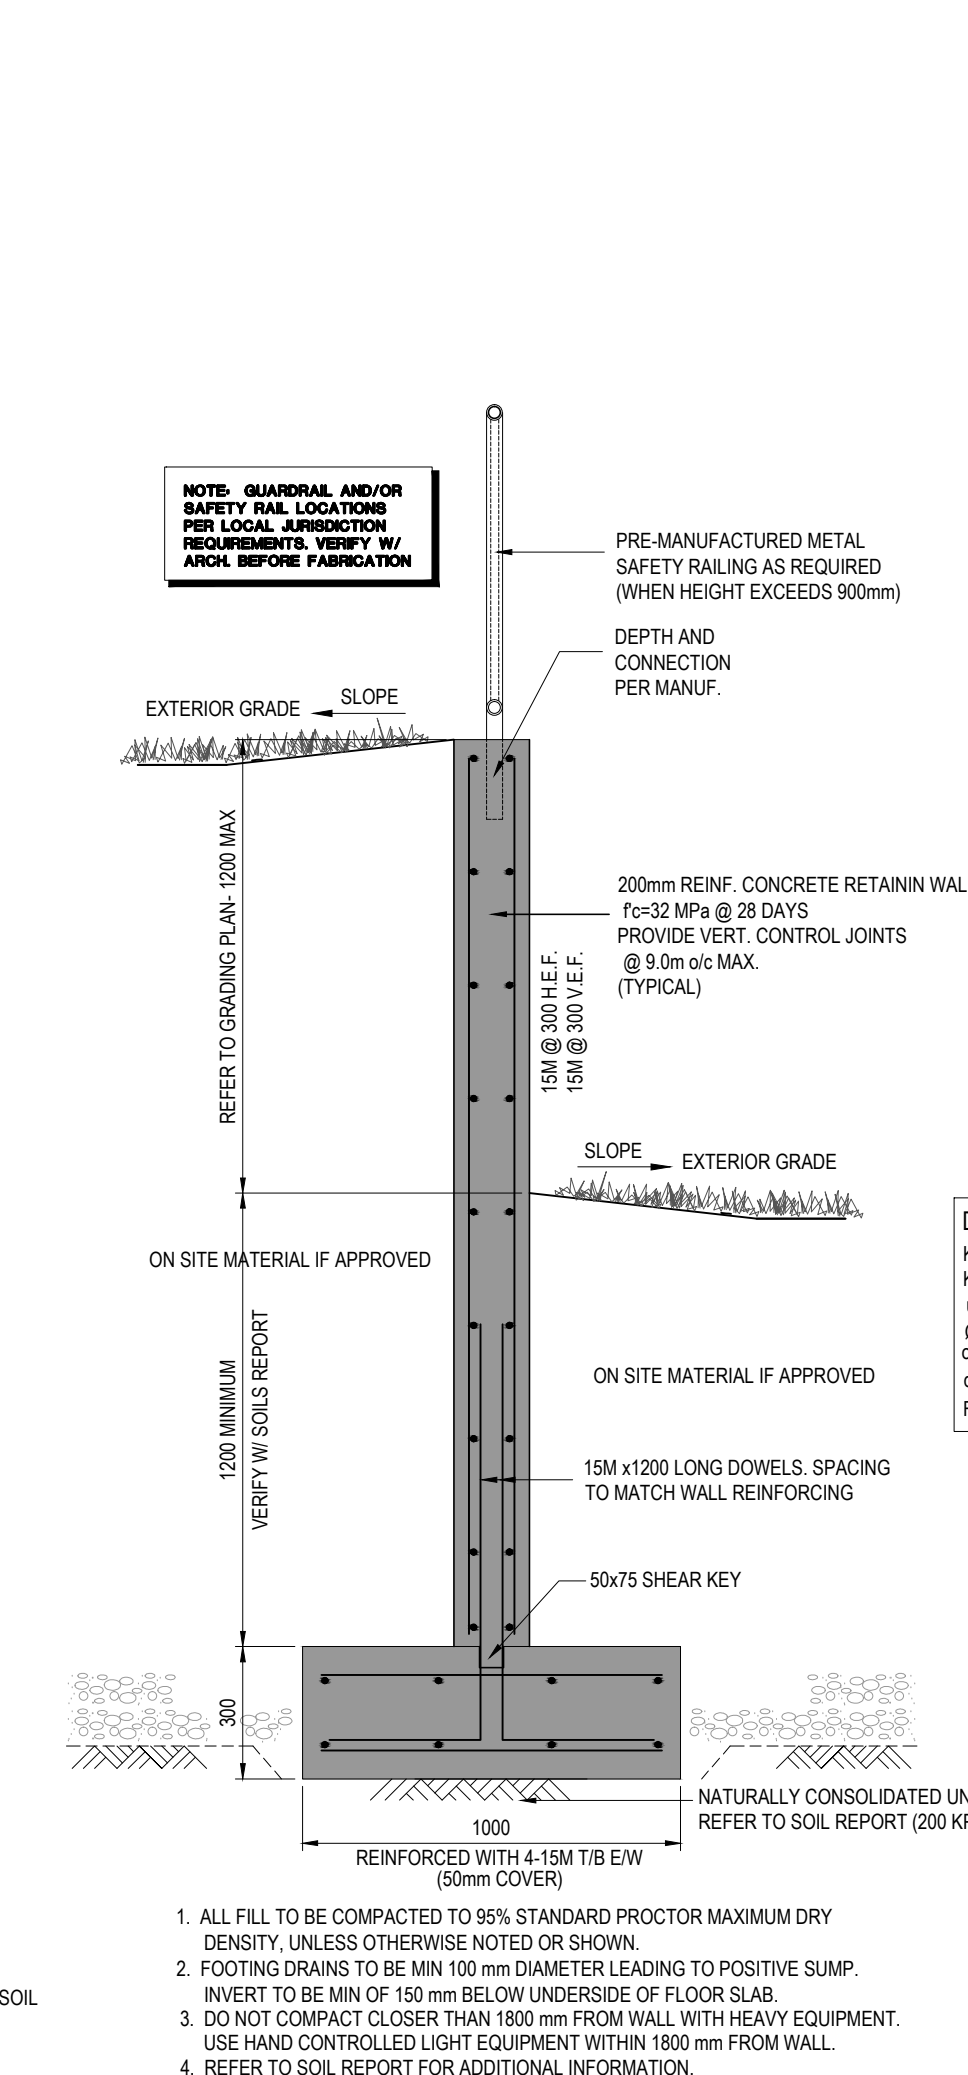 NOTE: GUARDRAIL AND/OR
SAFETY RAIL LOCATIONS
PER LOCAL JURISDICTION
REQUIREMENTS. VERIFY W/
ARCH. BEFORE FABRICATION
PRE-MANUFACTURED METAL
SAFETY RAILING AS REQUIRED
(WHEN HEIGHT EXCEEDS 900mm)
DEPTH AND
CONNECTION
PER MANUF.
EXTERIOR GRADE
SLOPE
REFER TO GRADING PLAN- 1200 MAX
200mm REINF. CONCRETE RETAININ WAL
f'c=32 MPa @ 28 DAYS
PROVIDE VERT. CONTROL JOINTS
@ 9.0m o/c MAX.
(TYPICAL)
15M @ 300 H.E.F.
15M @ 300 V.E.F.
SLOPE
EXTERIOR GRADE
ON SITE MATERIAL IF APPROVED
1200 MINIMUM
VERIFY W/ SOILS REPORT
ON SITE MATERIAL IF APPROVED
15M x1200 LONG DOWELS. SPACING
TO MATCH WALL REINFORCING
50x75 SHEAR KEY
300
NATURALLY CONSOLIDATED UN
REFER TO SOIL REPORT (200 KP
1000
REINFORCED WITH 4-15M T/B E/W
(50mm COVER)
1. ALL FILL TO BE COMPACTED TO 95% STANDARD PROCTOR MAXIMUM DRY
DENSITY, UNLESS OTHERWISE NOTED OR SHOWN.
2. FOOTING DRAINS TO BE MIN 100 mm DIAMETER LEADING TO POSITIVE SUMP.
INVERT TO BE MIN OF 150 mm BELOW UNDERSIDE OF FLOOR SLAB.
SOIL
3. DO NOT COMPACT CLOSER THAN 1800 mm FROM WALL WITH HEAVY EQUIPMENT.
USE HAND CONTROLLED LIGHT EQUIPMENT WITHIN 1800 mm FROM WALL.
4. REFER TO SOIL REPORT FOR ADDITIONAL INFORMATION.